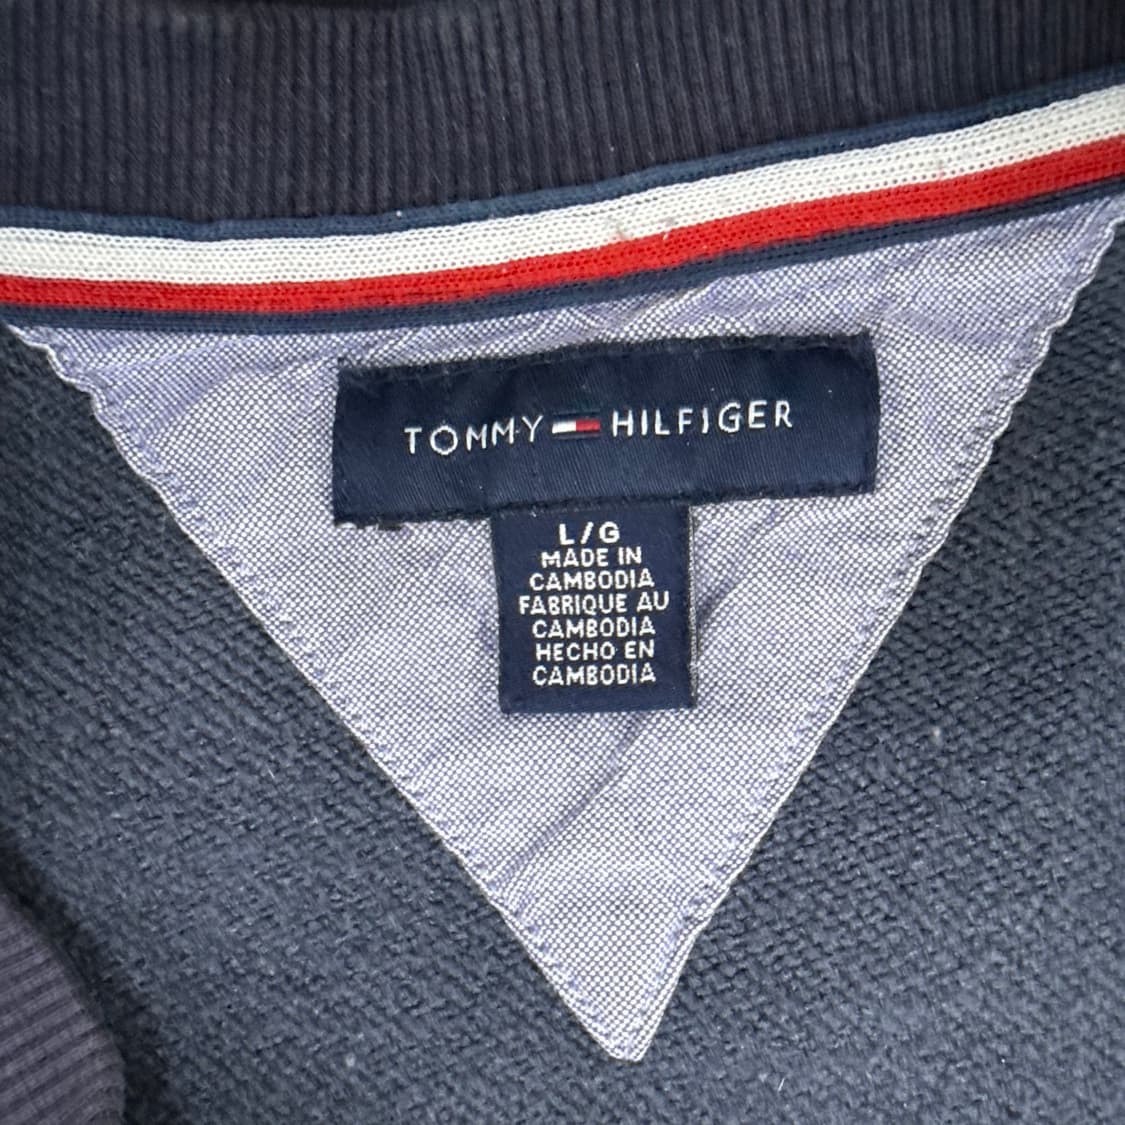 TOMMY HILFIGER
L/G
MADE IN
CAMBODIA
FABRIQUE AU
CAMBODIA
HECHO EN
CAMBODIA